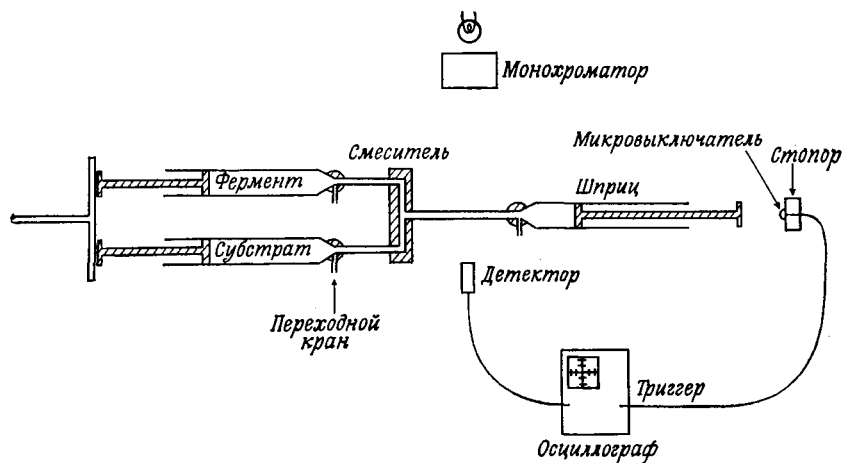 Монохроматор
Микровыключатель
Стопор
Смеситель
Фермент
Шприц
Субстрат
Детектор
Переходной
кран
Триггер
Осциллограф